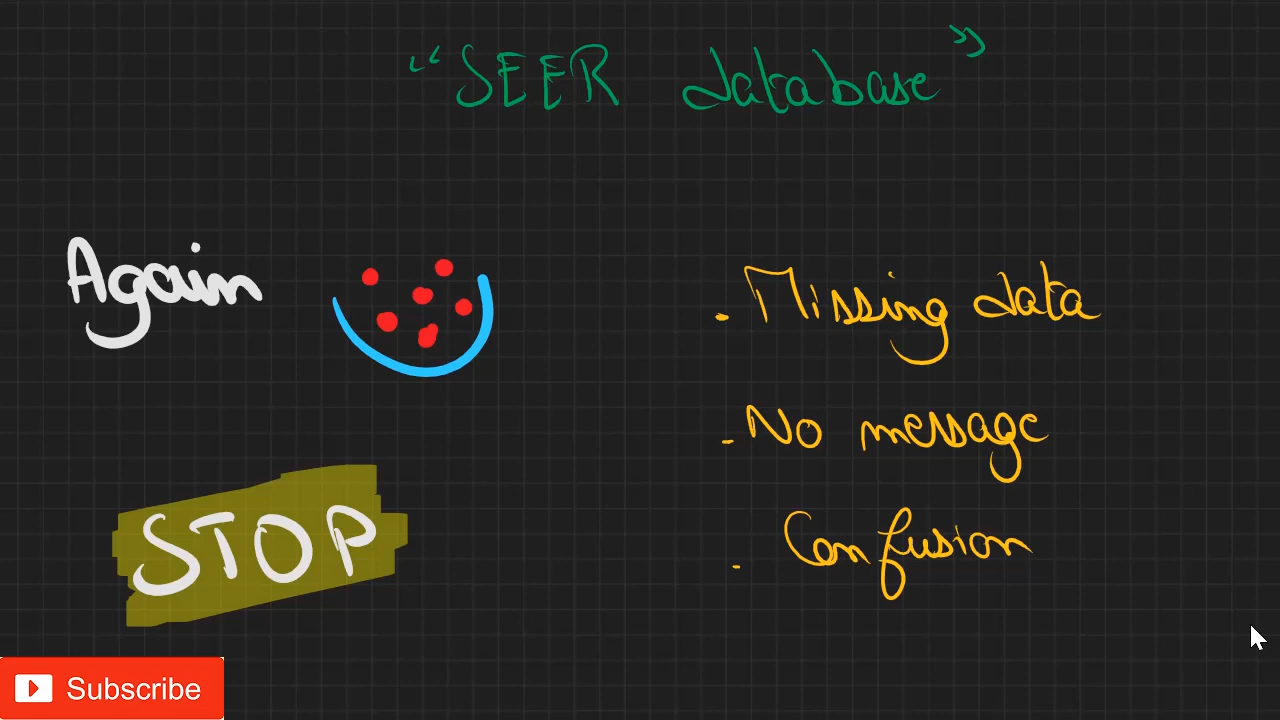 "SEER database"
Again
STOP
. Missing data
. No message
. Confusion
Subscribe